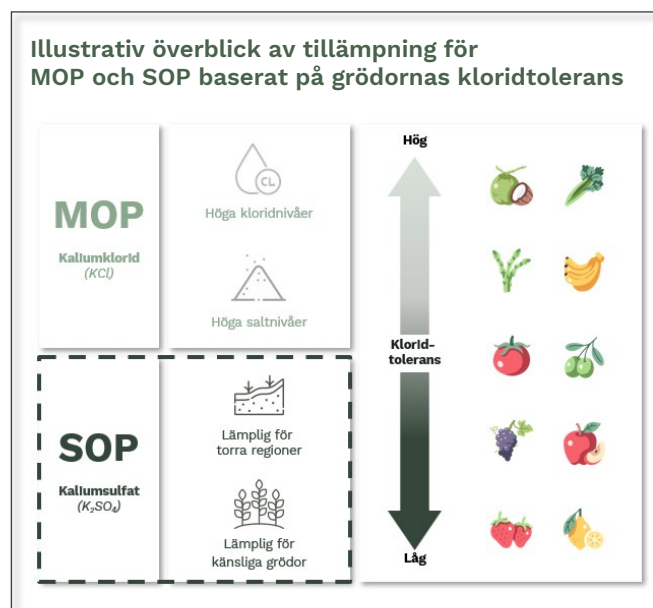 Illustrativ överblick av tillämpning för
MOP och SOP baserat på grödornas kloridtolerans
MOP
Kaliumklorid
(KCl)
CL
Höga kloridnivåer
Höga saltnivåer
SOP
Kaliumsulfat
(K₂SO₄)
Lämplig för
torra regioner
Lämplig för
känsliga grödor
Hög
Klorid-
tolerans
Låg